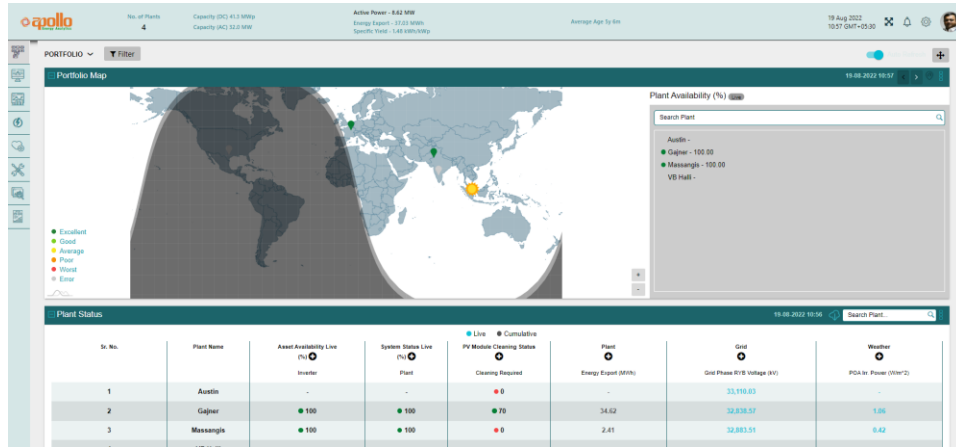 apollo
No. of Plants
4
Capacity (DC) 41.3 MWp
Capacity (AC) 32.0 MW
Active Power - 8.62 MW
Energy Export - 37.03 MWh
Specific Yield - 1.48 kWh/kWp
Average Age 5y 6m
19 Aug 2022
10:57 GMT+05:30
PORTFOLIO
Filter
Portfolio Map
19-08-2022 10:57
Plant Availability (%) Live
Search Plant
Austin -
Gajner - 100.00
Massangis - 100.00
VB Halli -
Excellent
Good
Average
Poor
Worst
Error
+
-
Plant Status
19-08-2022 10:56
Search Plant...
Live Cumulative
Sr. No. Plant Name Asset Availability Live (%) System Status Live (%) PV Module Cleaning Status Plant Grid Weather
Inverter Plant Cleaning Required Energy Export (MWh) Grid Phase RYB Voltage (kV) POA Irr. Power (W/m^2)
1 Austin - - 0 - 33,110.03 -
2 Gajner 100 100 70 34.62 32,838.57 1.06
3 Massangis 100 100 0 2.41 32,883.51 0.42